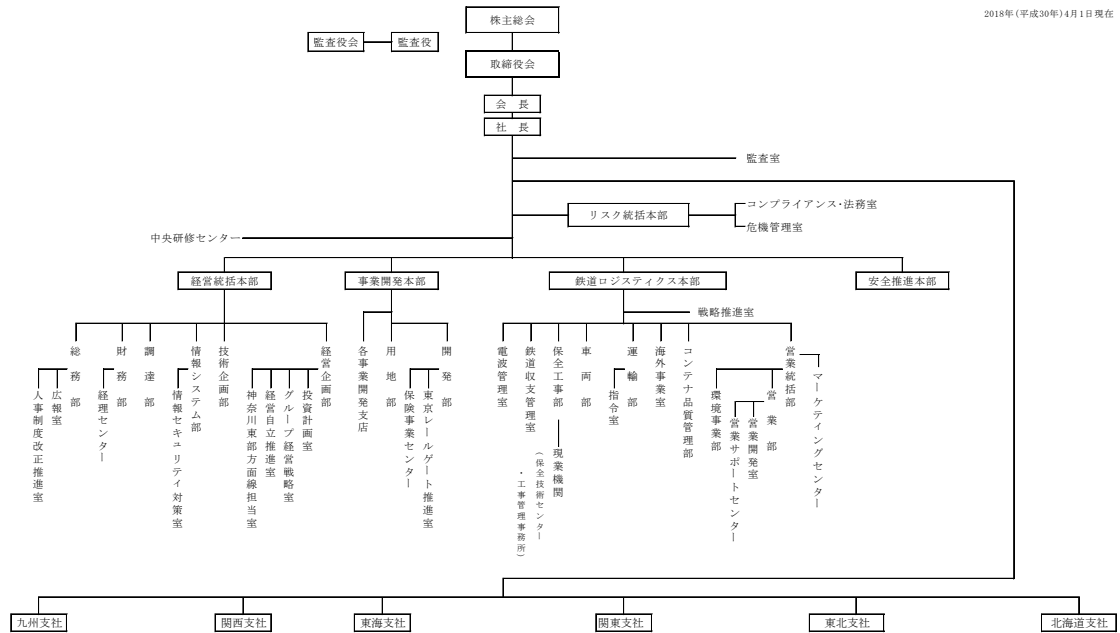 2018年(平成30年)4月1日現在
株主総会
監査役会
監査役
取締役会
会　長
社　長
監査室
リスク統括本部
コンプライアンス・法務室
危機管理室
中央研修センター
経営統括本部
事業開発本部
鉄道ロジスティクス本部
安全推進本部
戦略推進室
総務部
人事制度改正推進室
広報室
財務部
経理センター
調達部
情報システム部
情報セキュリテイ対策室
技術企画部
経営企画部
神奈川東部方面線担当室
経営自立推進室
グループ経営戦略室
投資計画室
各事業開発支店
用地部
開発部
保険事業センター
東京レールゲート推進室
電波管理室
鉄道収支管理室
保全工事部
現業機関
(保全技術センター
・工事管理事務所)
車両部
運輸部
指令室
海外事業室
コンテナ品質管理部
営業統括部
マーケテイングセンター
環境事業部
営業部
営業サポートセンター
営業開発室
九州支社
関西支社
東海支社
関東支社
東北支社
北海道支社